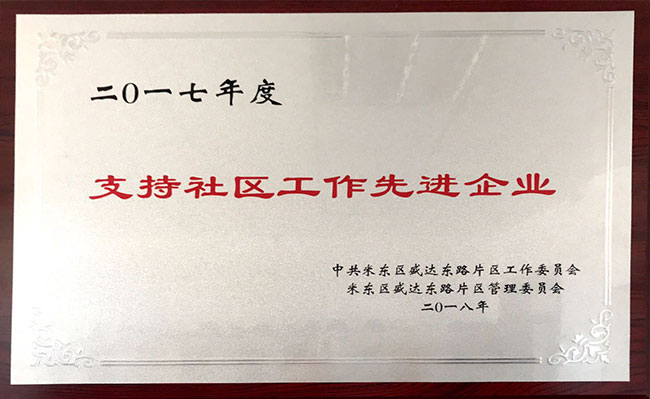 二〇一七年度
支持社区工作先进企业
中共米东区盛达东路片区工作委员会
米东区盛达东路片区管理委员会
二〇一八年